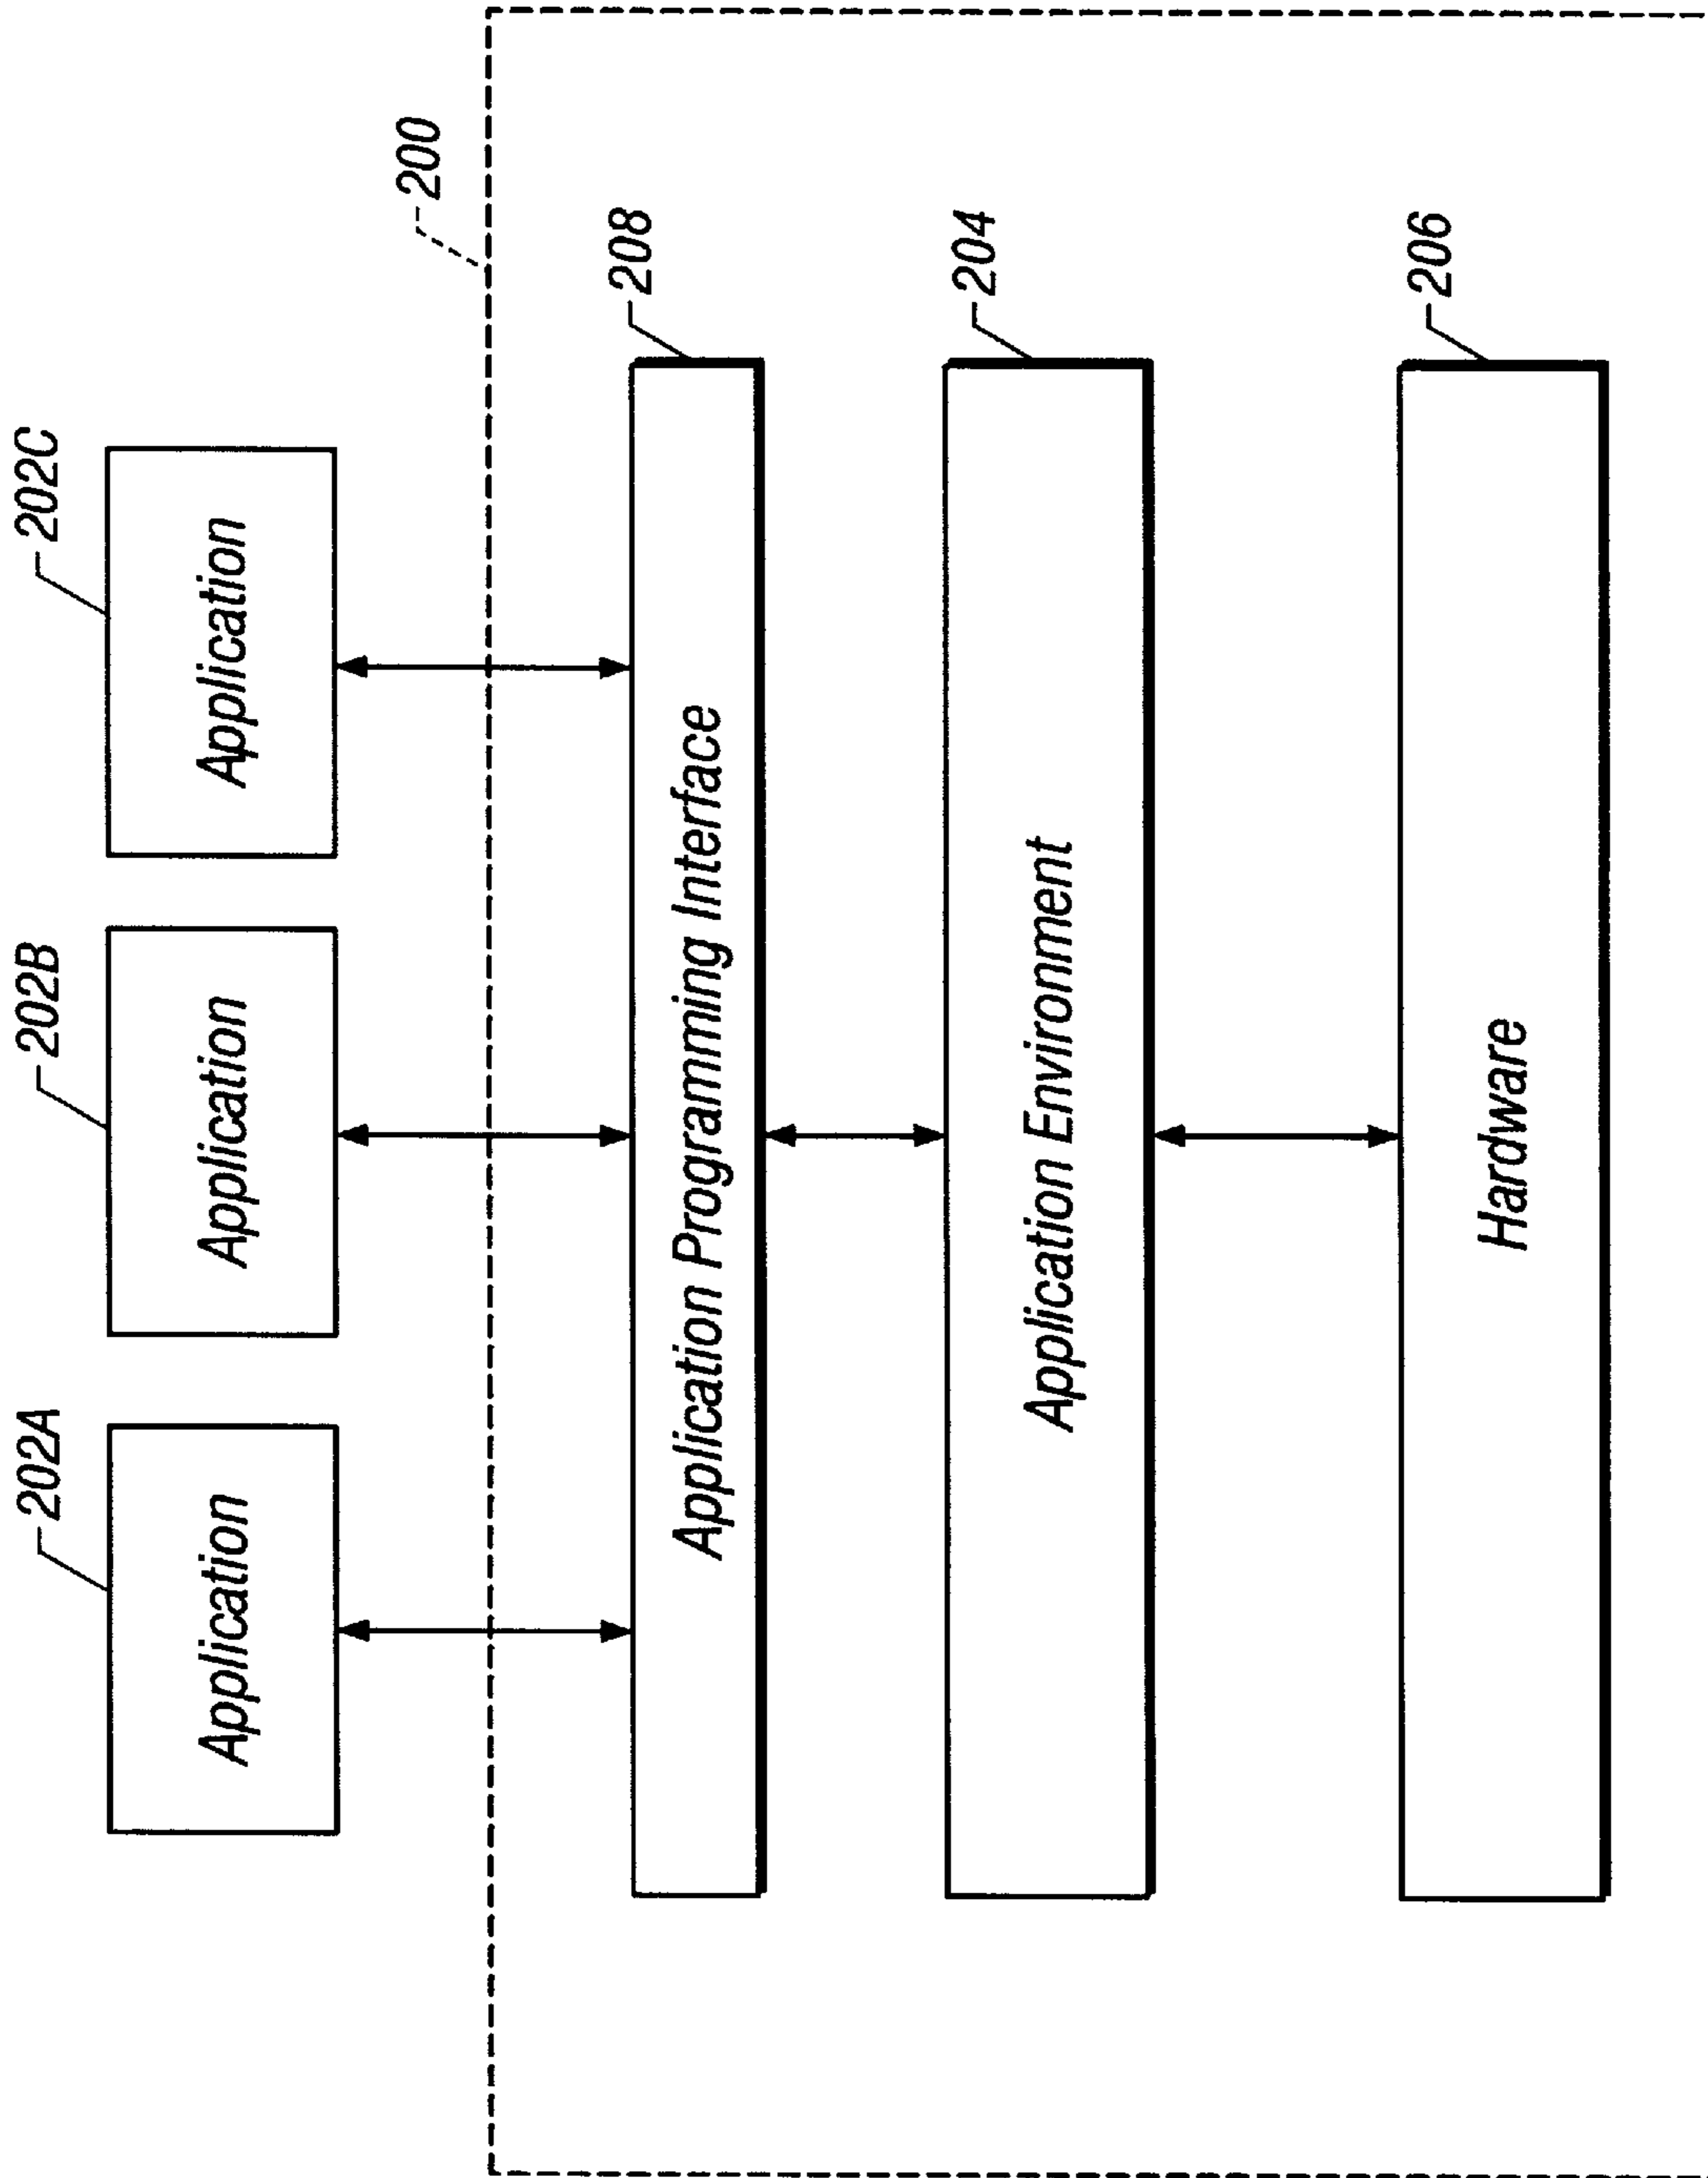 202A
202B
202C
Application
Application
Application
200
208
Application Programming Interface
204
Application Environment
206
Hardware